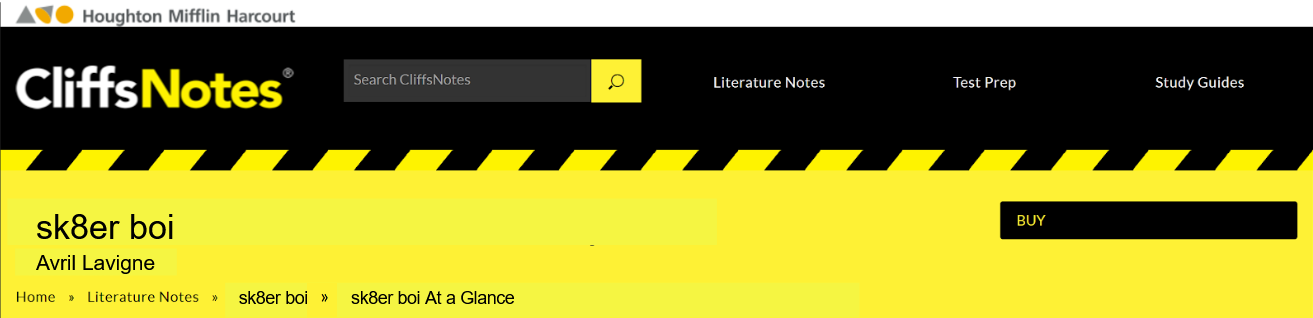 Houghton Mifflin Harcourt
CliffsNotes®
Search CliffsNotes
Literature Notes
Test Prep
Study Guides
sk8er boi
BUY
Avril Lavigne
Home » Literature Notes » sk8er boi » sk8er boi At a Glance